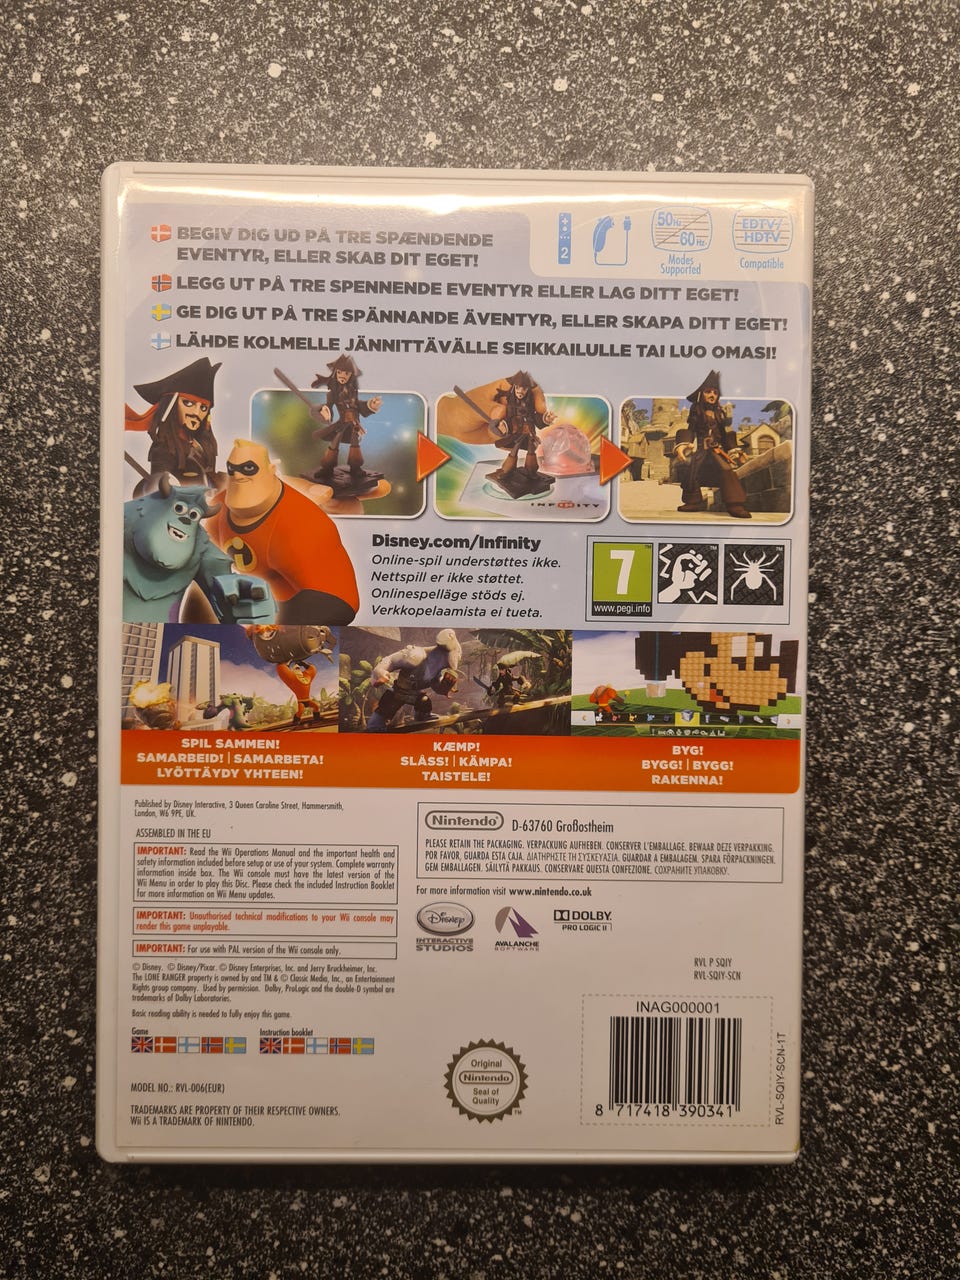 BEGIV DIG UD PÅ TRE SPÆNDENDE
EVENTYR, ELLER SKAB DIT EGET!
LEGG UT PÅ TRE SPENNENDE EVENTYR ELLER LAG DITT EGET!
GE DIG UT PÅ TRE SPÄNNANDE ÄVENTYR, ELLER SKAPA DITT EGET!
LÄHDE KOLMELLE JÄNNITTÄVÄLLE SEIKKAILULLE TAI LUO OMASI!
2
50Hz
60 Hz
Modes
Supported
EDTV/
HDTV
Compatible
INFINITY
Disney.com/Infinity
Online-spil understøttes ikke.
Nettspill er ikke støttet.
Onlinespelläge stöds ej.
Verkkopelaamista ei tueta.
7
www.pegi.info
SPIL SAMMEN!
SAMARBEID! | SAMARBETA!
LYÖTTÄYDY YHTEEN!
KÆMP!
SLÅSS! | KÄMPA!
TAISTELE!
BYG!
BYGG! | BYGG!
RAKENNA!
Published by Disney Interactive, 3 Queen Caroline Street, Hammersmith,
London, W6 9PE, UK.
ASSEMBLED IN THE EU
IMPORTANT: Read the Wii Operations Manual and the important health and
safety information included before setup or use of your system. Complete warranty
information inside box. The Wii console must have the latest version of the
Wii Menu in order to play this Disc. Please check the included Instruction Booklet
for more information on Wii Menu updates.
IMPORTANT: Unauthorised technical modifications to your Wii console may
render this game unplayable.
IMPORTANT: For use with PAL version of the Wii console only.
© Disney. © Disney/Pixar. © Disney Enterprises, Inc. and Jerry Bruckheimer, Inc.
The LONE RANGER property is owned by and TM & © Classic Media, Inc., an Entertainment
Rights group company. Used by permission. Dolby, ProLogic and the double-D symbol are
trademarks of Dolby Laboratories.
Basic reading ability is needed to fully enjoy this game.
Game
Instruction booklet
MODEL NO.: RVL-006(EUR)
TRADEMARKS ARE PROPERTY OF THEIR RESPECTIVE OWNERS.
Wii IS A TRADEMARK OF NINTENDO.
Nintendo® D-63760 Großostheim
PLEASE RETAIN THE PACKAGING. VERPACKUNG AUFHEBEN. CONSERVER L'EMBALLAGE. BEWAAR DEZE VERPAKKING.
POR FAVOR, GUARDA ESTA CAJA. ΔΙΑΤΗΡΗΣΤΕ ΤΗ ΣΥΣΚΕΥΑΣΙΑ. GUARDAR A EMBALAGEM. SPARA FÖRPACKNINGEN.
GEM EMBALLAGEN. SÄILYTÄ PAKKAUS. CONSERVARE QUESTA CONFEZIONE. СОХРАНИТЕ УПАКОВКУ.
For more information visit www.nintendo.co.uk
Disney
INTERACTIVE
STUDIOS
AVALANCHE
SOFTWARE
DOLBY
PRO LOGIC II
RVL P SQIY
RVL-SQIY-SCN
Original
Nintendo
Seal of
Quality
™
INAG000001
8 717418 390341
RVL-SQIY-SCN-1T